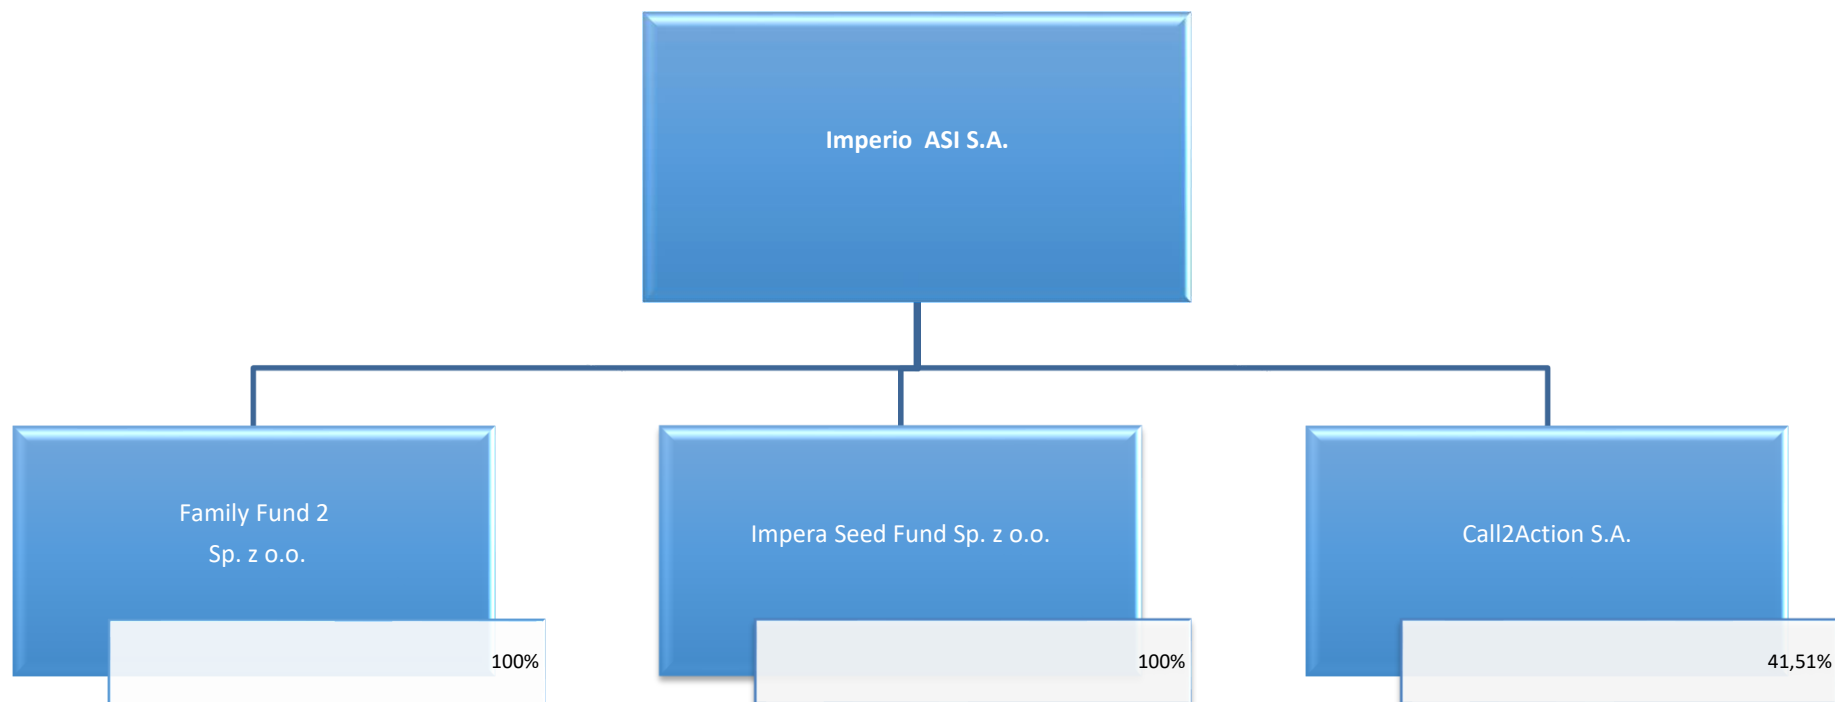 Imperio ASI S.A.
Family Fund 2
Sp. z o.o.
Impera Seed Fund Sp. z o.o.
Call2Action S.A.
100%
100%
41,51%